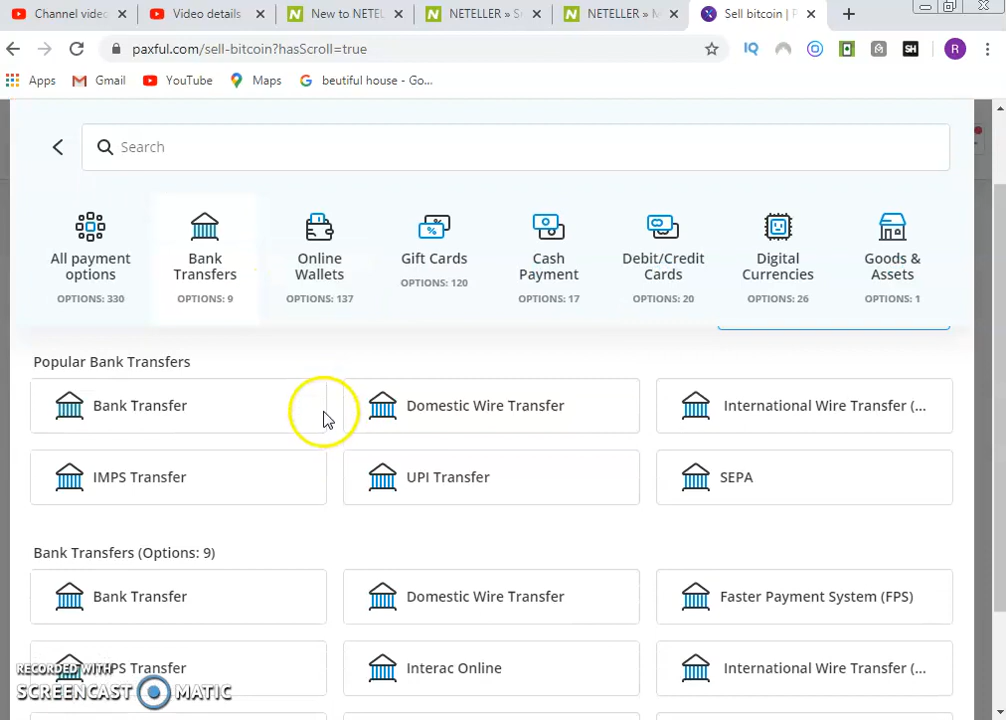 Channel video
Video details
New to NETEL
NETELLER » S
NETELLER » M
Sell bitcoin | P
paxful.com/sell-bitcoin?hasScroll=true
IQ
SH
R
Apps
Gmail
YouTube
Maps
beutiful house - Go...
Search
All payment
options
OPTIONS: 330
Bank
Transfers
OPTIONS: 9
Online
Wallets
OPTIONS: 137
Gift Cards
OPTIONS: 120
Cash
Payment
OPTIONS: 17
Debit/Credit
Cards
OPTIONS: 20
Digital
Currencies
OPTIONS: 26
Goods &
Assets
OPTIONS: 1
Popular Bank Transfers
Bank Transfer
Domestic Wire Transfer
International Wire Transfer (...
IMPS Transfer
UPI Transfer
SEPA
Bank Transfers (Options: 9)
Bank Transfer
Domestic Wire Transfer
Faster Payment System (FPS)
Transfer
Interac Online
International Wire Transfer (...
RECORDED WITH
SCREENCAST MATIC